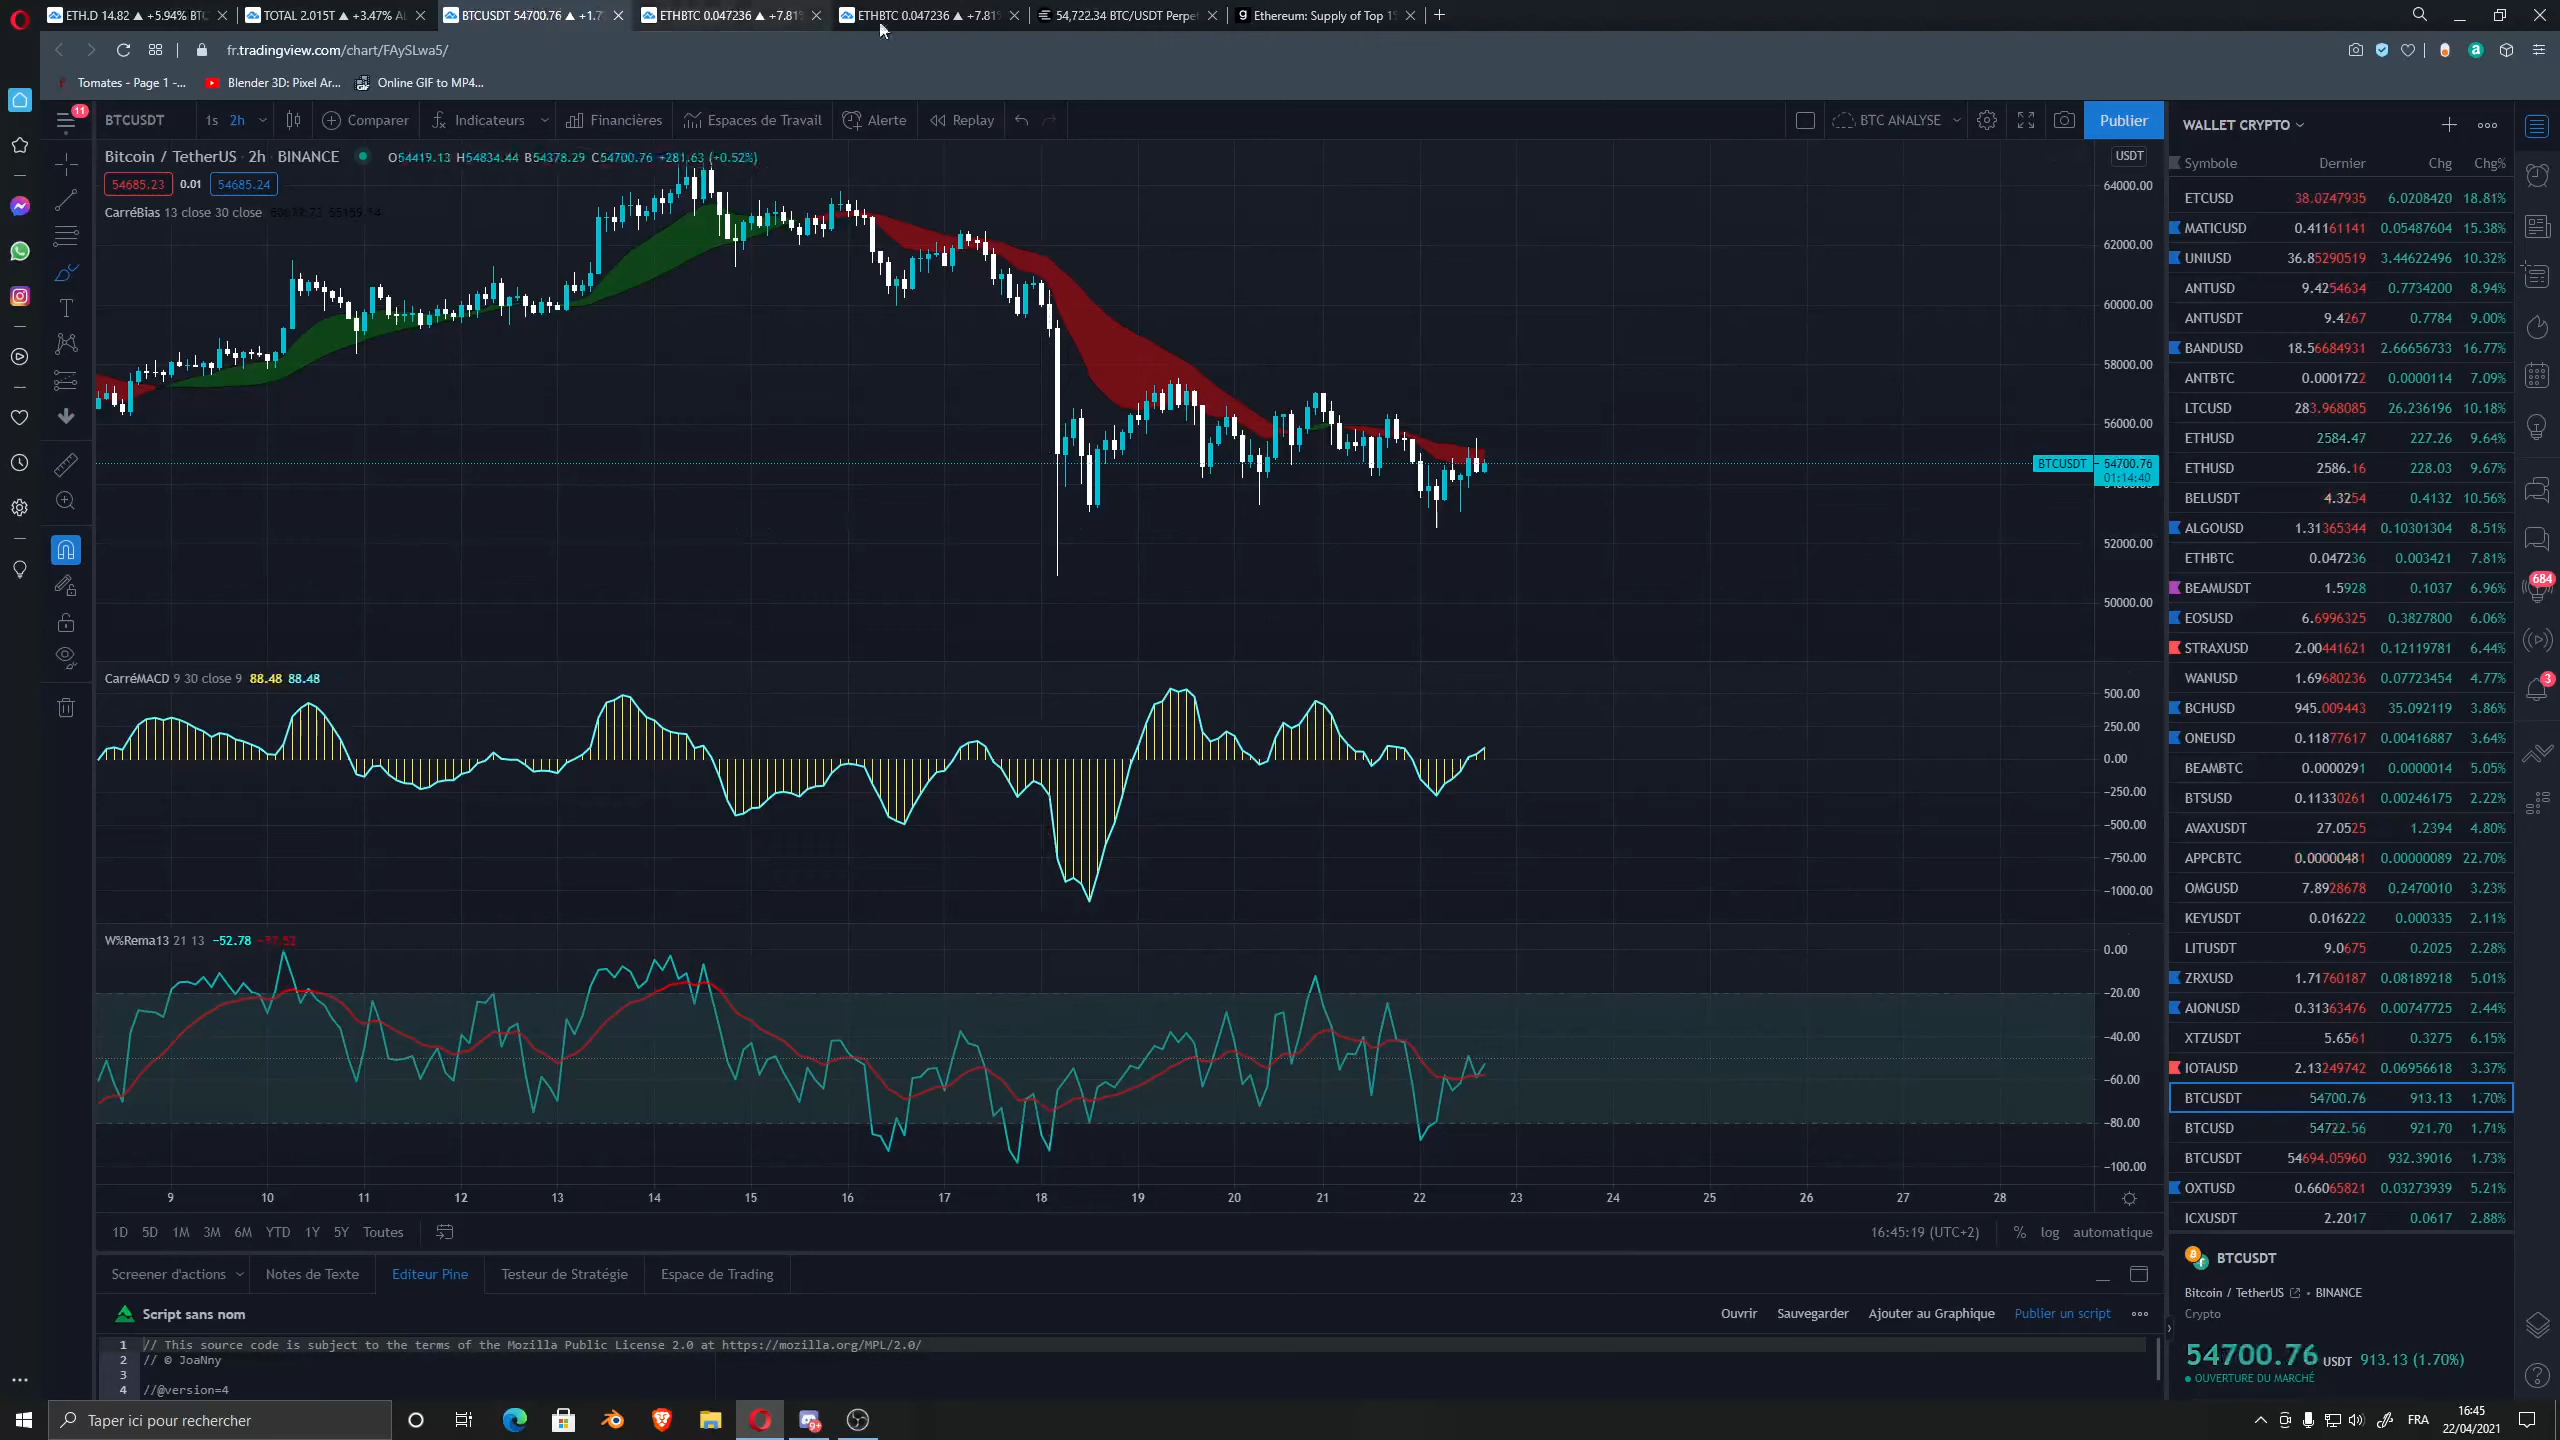 ETH.D 14.82 ▲ +5.94% BTC
TOTAL 2.015T ▲ +3.47% AL
BTCUSDT 54700.76 ▲ +1.7
ETHBTC 0.047236 ▲ +7.81%
ETHBTC 0.047236 ▲ +7.81%
54,722.34 BTC/USDT Perpet
Ethereum: Supply of Top 1%
fr.tradingview.com/chart/FAySLwa5/
Tomates - Page 1 -...
Blender 3D: Pixel Ar...
Online GIF to MP4...
11
BTCUSDT
1s
2h
Comparer
Indicateurs
Financières
Espaces de Travail
Alerte
Replay
BTC ANALYSE
Publier
Bitcoin / TetherUS · 2h · BINANCE
O54419.13 H54834.44 B54378.29 C54700.76 +281.63 (+0.52%)
54685.23 0.01 54685.24
CarréBias 13 close 30 close
USDT
64000.00
62000.00
60000.00
58000.00
56000.00
BTCUSDT 54700.76
01:14:40
52000.00
50000.00
CarréMACD 9 30 close 9 88.48 88.48
500.00
250.00
0.00
−250.00
−500.00
−750.00
−1000.00
W%Rema13 21 13 −52.78
0.00
−20.00
−40.00
−60.00
−80.00
−100.00
9 10 11 12 13 14 15 16 17 18 19 20 21 22 23 24 25 26 27 28
1D 5D 1M 3M 6M YTD 1Y 5Y Toutes
16:45:19 (UTC+2) % log automatique
Screener d'actions
Notes de Texte
Editeur Pine
Testeur de Stratégie
Espace de Trading
Script sans nom
Ouvrir Sauvegarder Ajouter au Graphique Publier un script
1 // This source code is subject to the terms of the Mozilla Public License 2.0 at https://mozilla.org/MPL/2.0/
2 // © JoaNny
3
4 //@version=4
WALLET CRYPTO
Symbole Dernier Chg Chg%
ETCUSD 38.0247935 6.0208420 18.81%
MATICUSD 0.41161141 0.05487604 15.38%
UNIUSD 36.85290519 3.44622496 10.32%
ANTUSD 9.4254634 0.7734200 8.94%
ANTUSDT 9.4267 0.7784 9.00%
BANDUSD 18.56684931 2.66656733 16.77%
ANTBTC 0.0001722 0.0000114 7.09%
LTCUSD 283.968085 26.236196 10.18%
ETHUSD 2584.47 227.26 9.64%
ETHUSD 2586.16 228.03 9.67%
BELUSDT 4.3254 0.4132 10.56%
ALGOUSD 1.31365344 0.10301304 8.51%
ETHBTC 0.047236 0.003421 7.81%
BEAMUSDT 1.5928 0.1037 6.96%
EOSUSD 6.6996325 0.3827800 6.06%
STRAXUSD 2.00441621 0.12119781 6.44%
WANUSD 1.69680236 0.07723454 4.77%
BCHUSD 945.009443 35.092119 3.86%
ONEUSD 0.11877617 0.00416887 3.64%
BEAMBTC 0.0000291 0.0000014 5.05%
BTSUSD 0.11330261 0.00246175 2.22%
AVAXUSDT 27.0525 1.2394 4.80%
APPCBTC 0.00000481 0.00000089 22.70%
OMGUSD 7.8928678 0.2470010 3.23%
KEYUSDT 0.016222 0.000335 2.11%
LITUSDT 9.0675 0.2025 2.28%
ZRXUSD 1.71760187 0.08189218 5.01%
AIONUSD 0.31363476 0.00747725 2.44%
XTZUSDT 5.6561 0.3275 6.15%
IOTAUSD 2.13249742 0.06956618 3.37%
BTCUSDT 54700.76 913.13 1.70%
BTCUSD 54722.56 921.70 1.71%
BTCUSDT 54694.05960 932.39016 1.73%
OXTUSD 0.66065821 0.03273939 5.21%
ICXUSDT 2.2017 0.0617 2.88%
BTCUSDT
Bitcoin / TetherUS • BINANCE
Crypto
54700.76 USDT 913.13 (1.70%)
OUVERTURE DU MARCHÉ
684
3
Taper ici pour rechercher
9+
FRA
16:45
22/04/2021